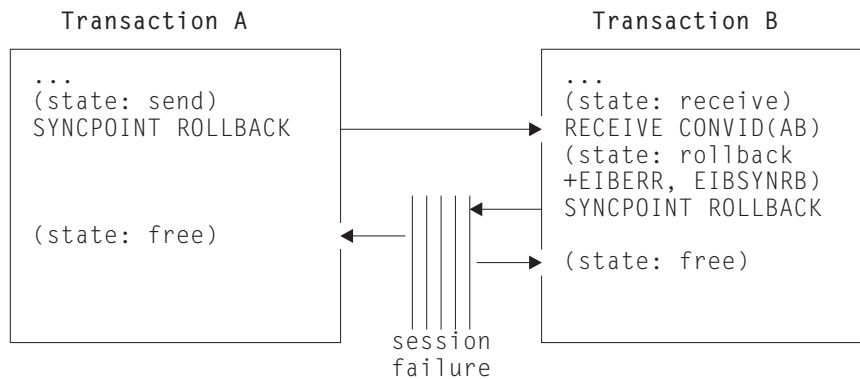 Transaction A
Transaction B
...
(state: send)
SYNCPOINT ROLLBACK
(state: free)
...
(state: receive)
RECEIVE CONVID(AB)
(state: rollback
+EIBERR, EIBSYNRB)
SYNCPOINT ROLLBACK
(state: free)
session
failure